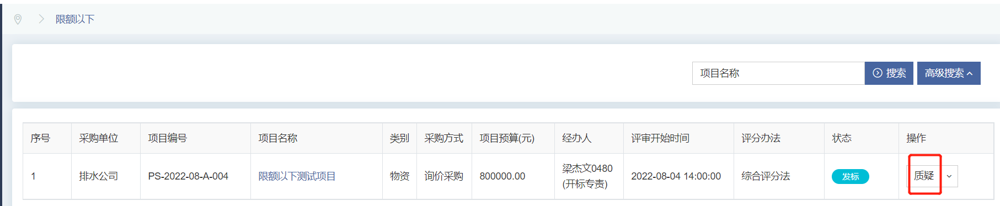 限额以下
项目名称
搜索
高级搜索
序号 采购单位 项目编号 项目名称 类别 采购方式 项目预算(元) 经办人 评审开始时间 评分办法 状态 操作
1 排水公司 PS-2022-08-A-004 限额以下测试项目 物资 询价采购 800000.00 梁杰文0480 2022-08-04 14:00:00 综合评分法 发标 质疑
(开标专责)